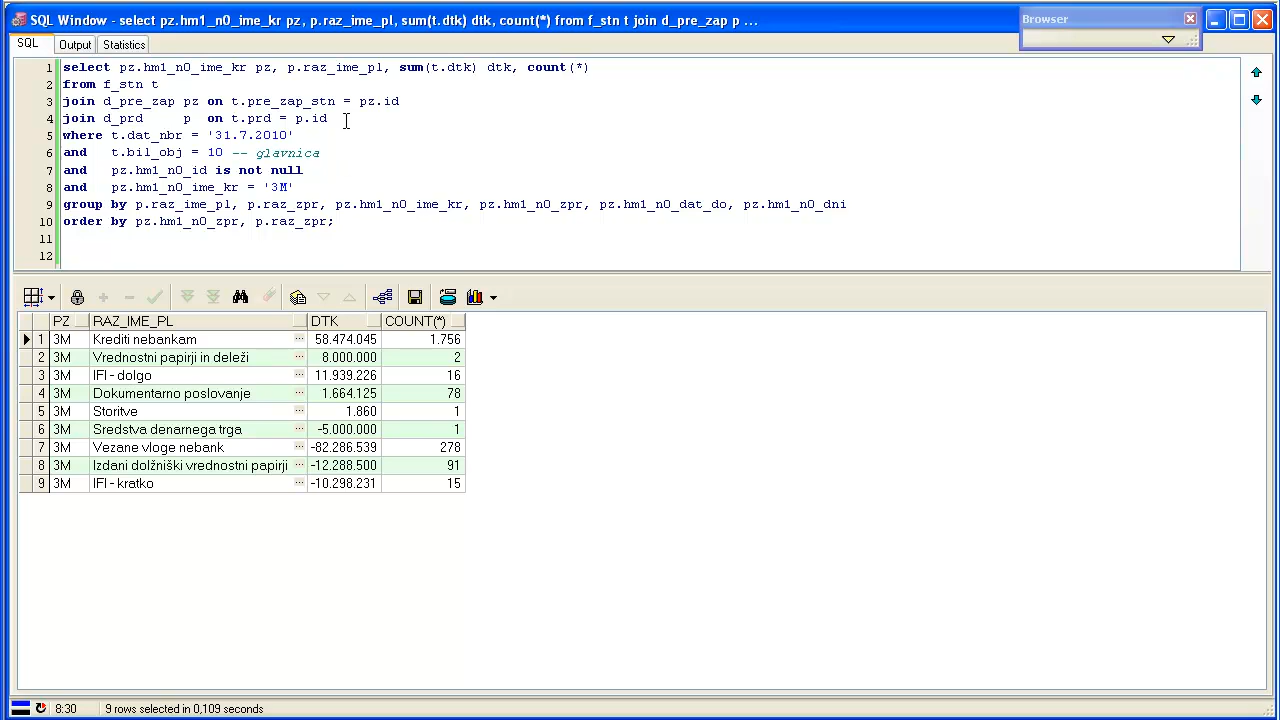 SQL Window - select pz.hm1_n0_ime_kr pz, p.raz_ime_pl, sum(t.dtk) dtk, count(*) from f_stn t join d_pre_zap p ...
Browser
SQL Output Statistics
1 select pz.hm1_n0_ime_kr pz, p.raz_ime_pl, sum(t.dtk) dtk, count(*)
2 from f_stn t
3 join d_pre_zap pz on t.pre_zap_stn = pz.id
4 join d_prd p on t.prd = p.id
5 where t.dat_nbr = '31.7.2010'
6 and t.bil_obj = 10 -- glavnica
7 and pz.hm1_n0_id is not null
8 and pz.hm1_n0_ime_kr = '3M'
9 group by p.raz_ime_pl, p.raz_zpr, pz.hm1_n0_ime_kr, pz.hm1_n0_zpr, pz.hm1_n0_dat_do, pz.hm1_n0_dni
10 order by pz.hm1_n0_zpr, p.raz_zpr;
11
12
PZ RAZ_IME_PL DTK COUNT(*)
1 3M Krediti nebankam ... 58.474.045 1.756
2 3M Vrednostni papirji in deleži ... 8.000.000 2
3 3M IFI - dolgo ... 11.939.226 16
4 3M Dokumentarno poslovanje ... 1.664.125 78
5 3M Storitve ... 1.860 1
6 3M Sredstva denarnega trga ... -5.000.000 1
7 3M Vezane vloge nebank ... -82.286.539 278
8 3M Izdani dolžniški vrednostni papirji ... -12.288.500 91
9 3M IFI - kratko ... -10.298.231 15
8:30 9 rows selected in 0,109 seconds